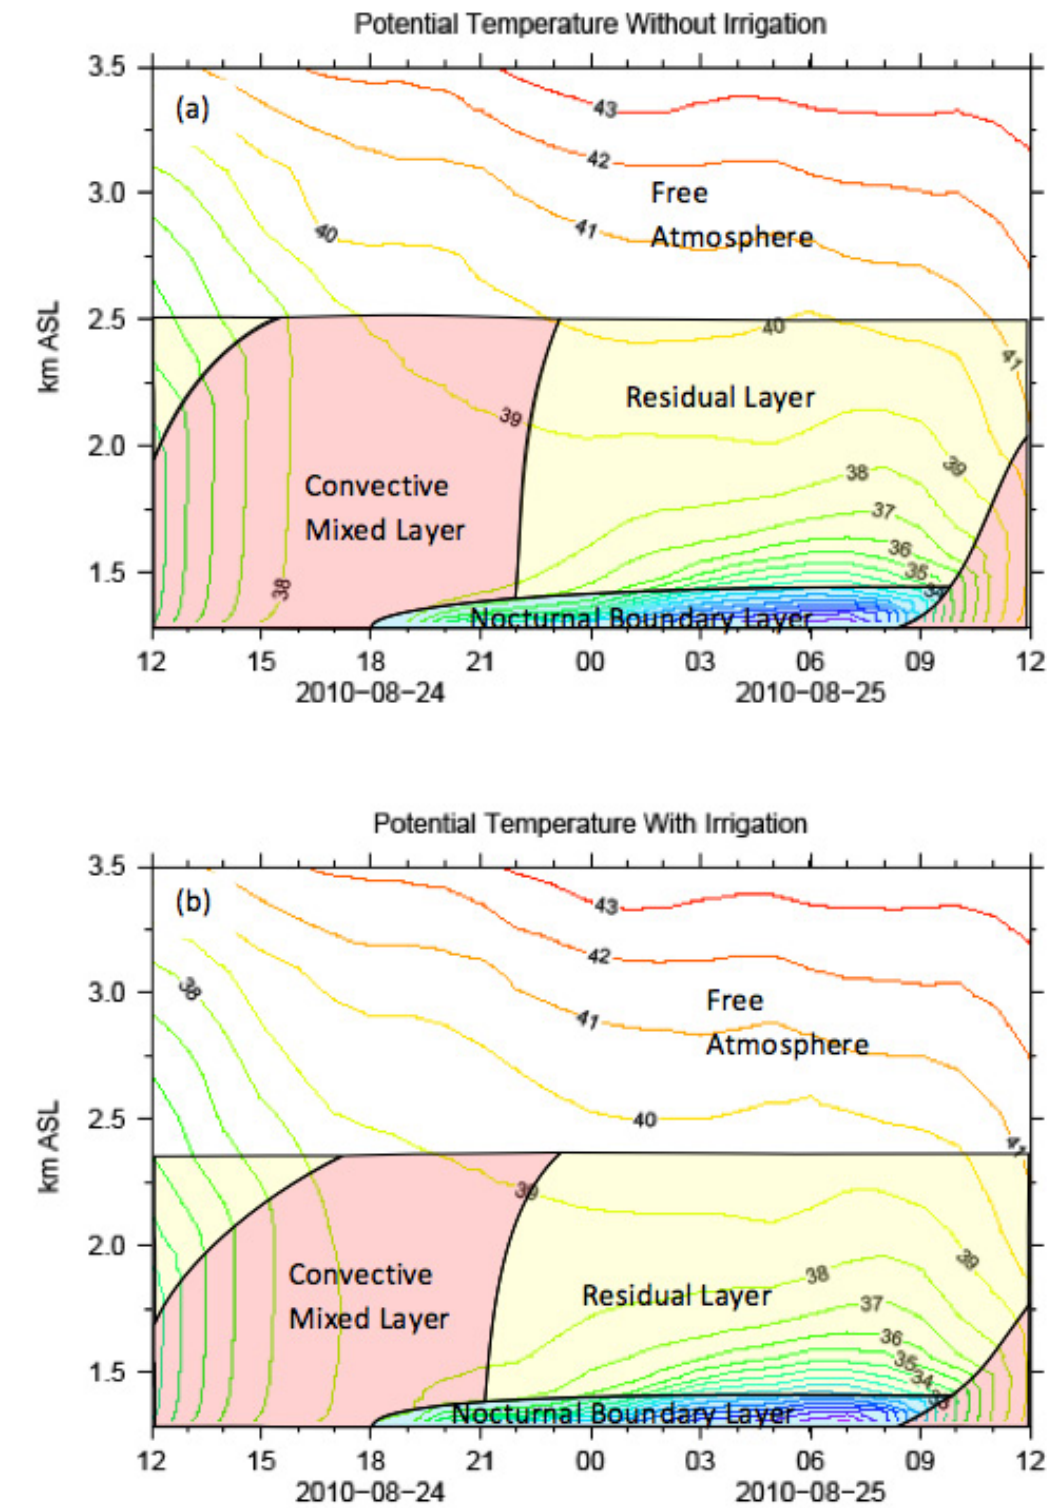 Potential Temperature Without Irrigation
3.5
(a)
43
42
3.0
Free
40
41
Atmosphere
2.5
40
km ASL
41
Residual Layer
39
2.0
39
38
Convective
37
Mixed Layer
36
35
1.5
38
34
Nocturnal Boundary Layer
12 15 18 21 00 03 06 09 12
2010-08-24 2010-08-25
Potential Temperature With Irrigation
3.5
(b)
43
42
3.0
38
Free
41
Atmosphere
2.5
40
km ASL
41
39
2.0
39
Convective
38
Residual Layer
Mixed Layer
37
36
35
1.5
34
Nocturnal Boundary Layer
12 15 18 21 00 03 06 09 12
2010-08-24 2010-08-25